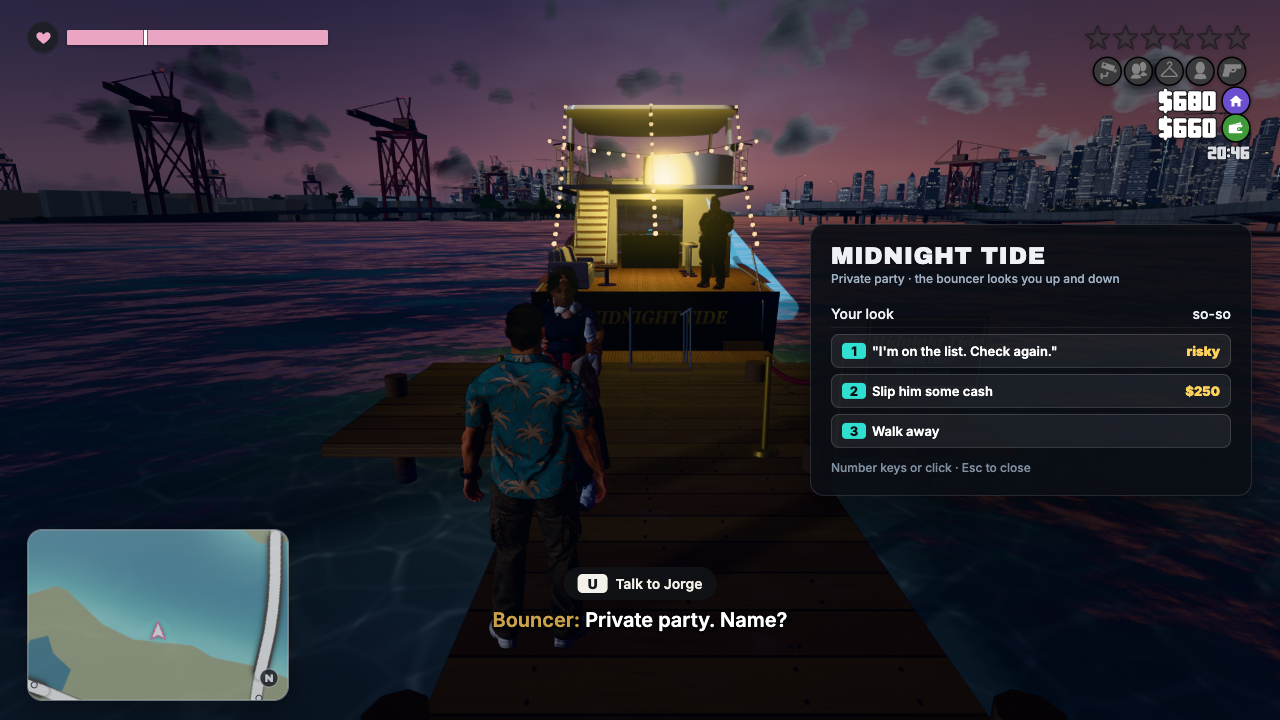 $680
$660
20:46
MIDNIGHT TIDE
Private party · the bouncer looks you up and down
Your look so-so
1 "I'm on the list. Check again." risky
2 Slip him some cash $250
3 Walk away
Number keys or click · Esc to close
MIDNIGHT TIDE
U Talk to Jorge
Bouncer: Private party. Name?
N